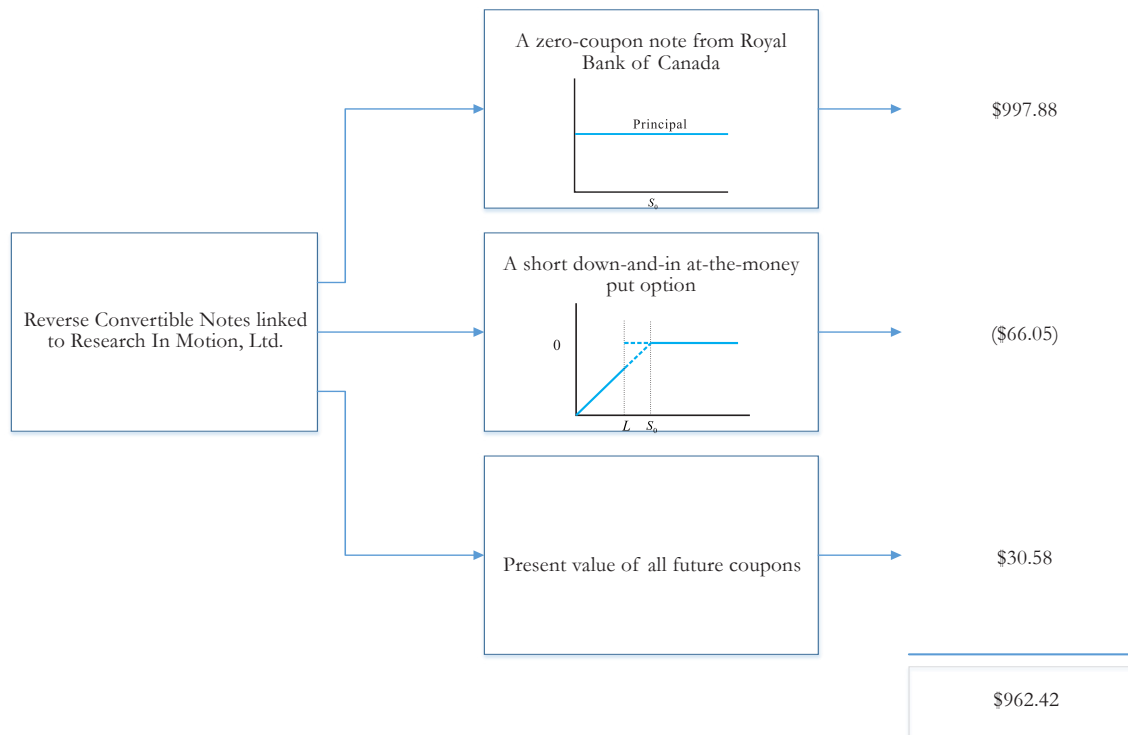 A zero-coupon note from Royal
Bank of Canada
Principal
S₀
$997.88
Reverse Convertible Notes linked
to Research In Motion, Ltd.
A short down-and-in at-the-money
put option
0
L S₀
($66.05)
Present value of all future coupons
$30.58
$962.42